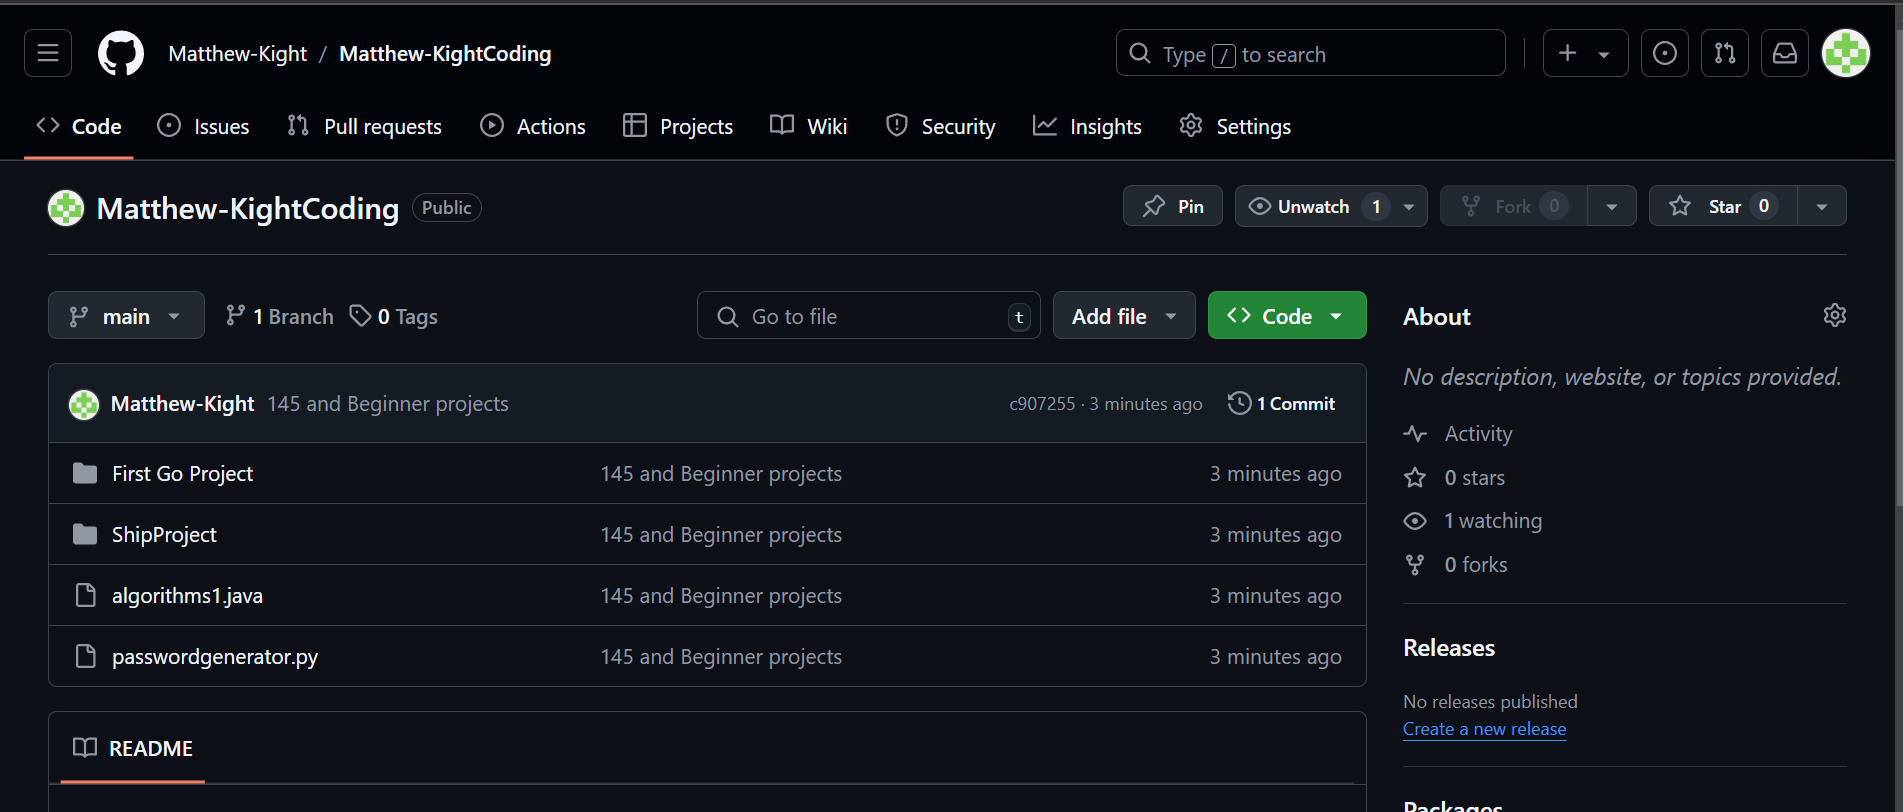 Matthew-Kight / Matthew-KightCoding
Type / to search
Code Issues Pull requests Actions Projects Wiki Security Insights Settings
Matthew-KightCoding Public
Pin Unwatch 1 Fork 0 Star 0
main 1 Branch 0 Tags
Go to file t Add file Code
Matthew-Kight 145 and Beginner projects c907255 · 3 minutes ago 1 Commit
First Go Project 145 and Beginner projects 3 minutes ago
ShipProject 145 and Beginner projects 3 minutes ago
algorithms1.java 145 and Beginner projects 3 minutes ago
passwordgenerator.py 145 and Beginner projects 3 minutes ago
README
About
No description, website, or topics provided.
Activity
0 stars
1 watching
0 forks
Releases
No releases published
Create a new release
Packages